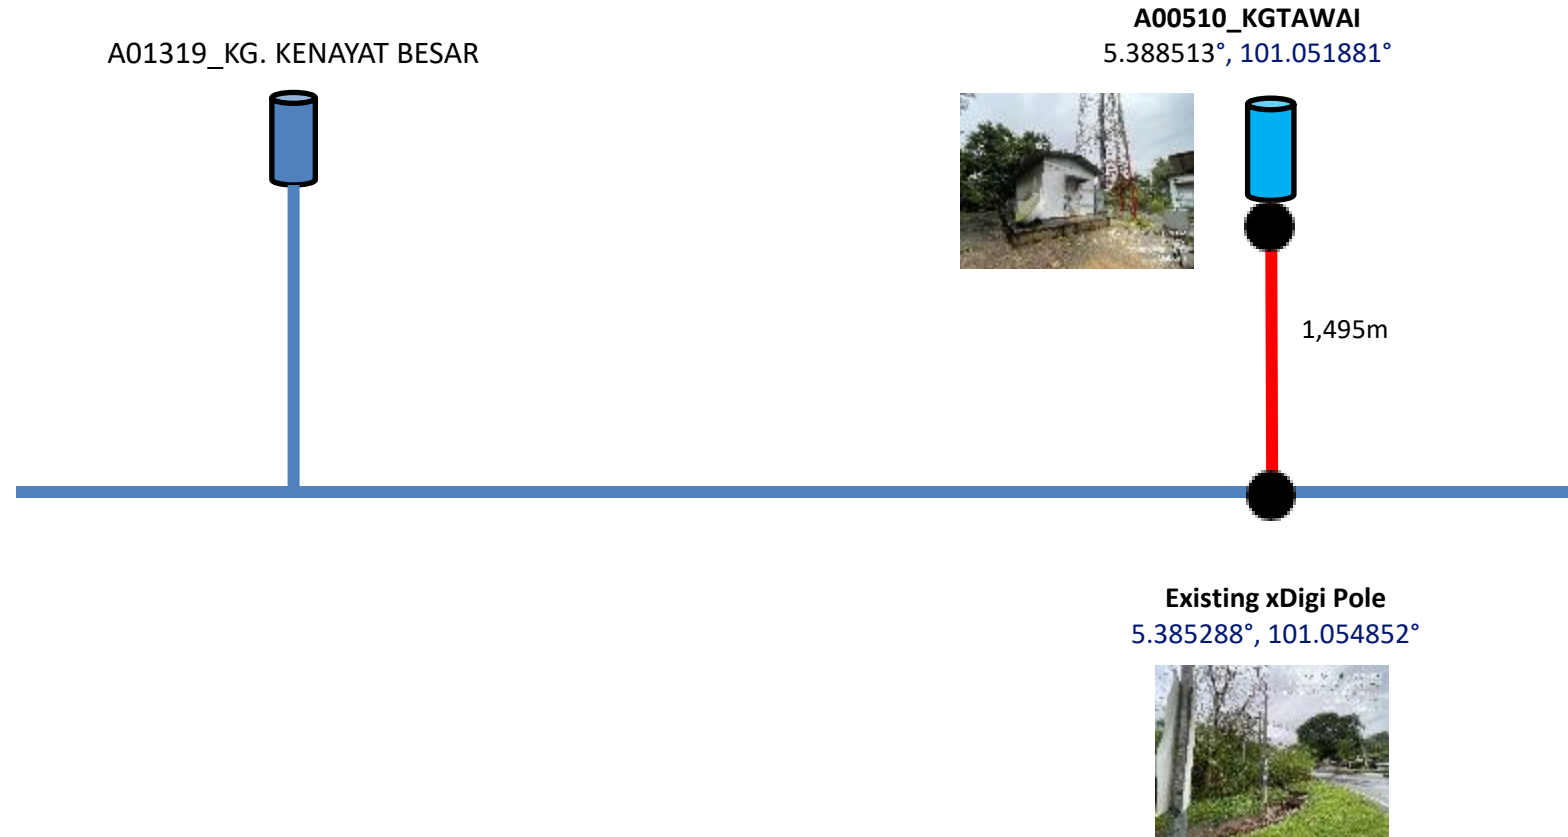 A00510_KGTAWAI
5.388513°, 101.051881°
A01319_KG. KENAYAT BESAR
1,495m
Existing xDigi Pole
5.385288°, 101.054852°